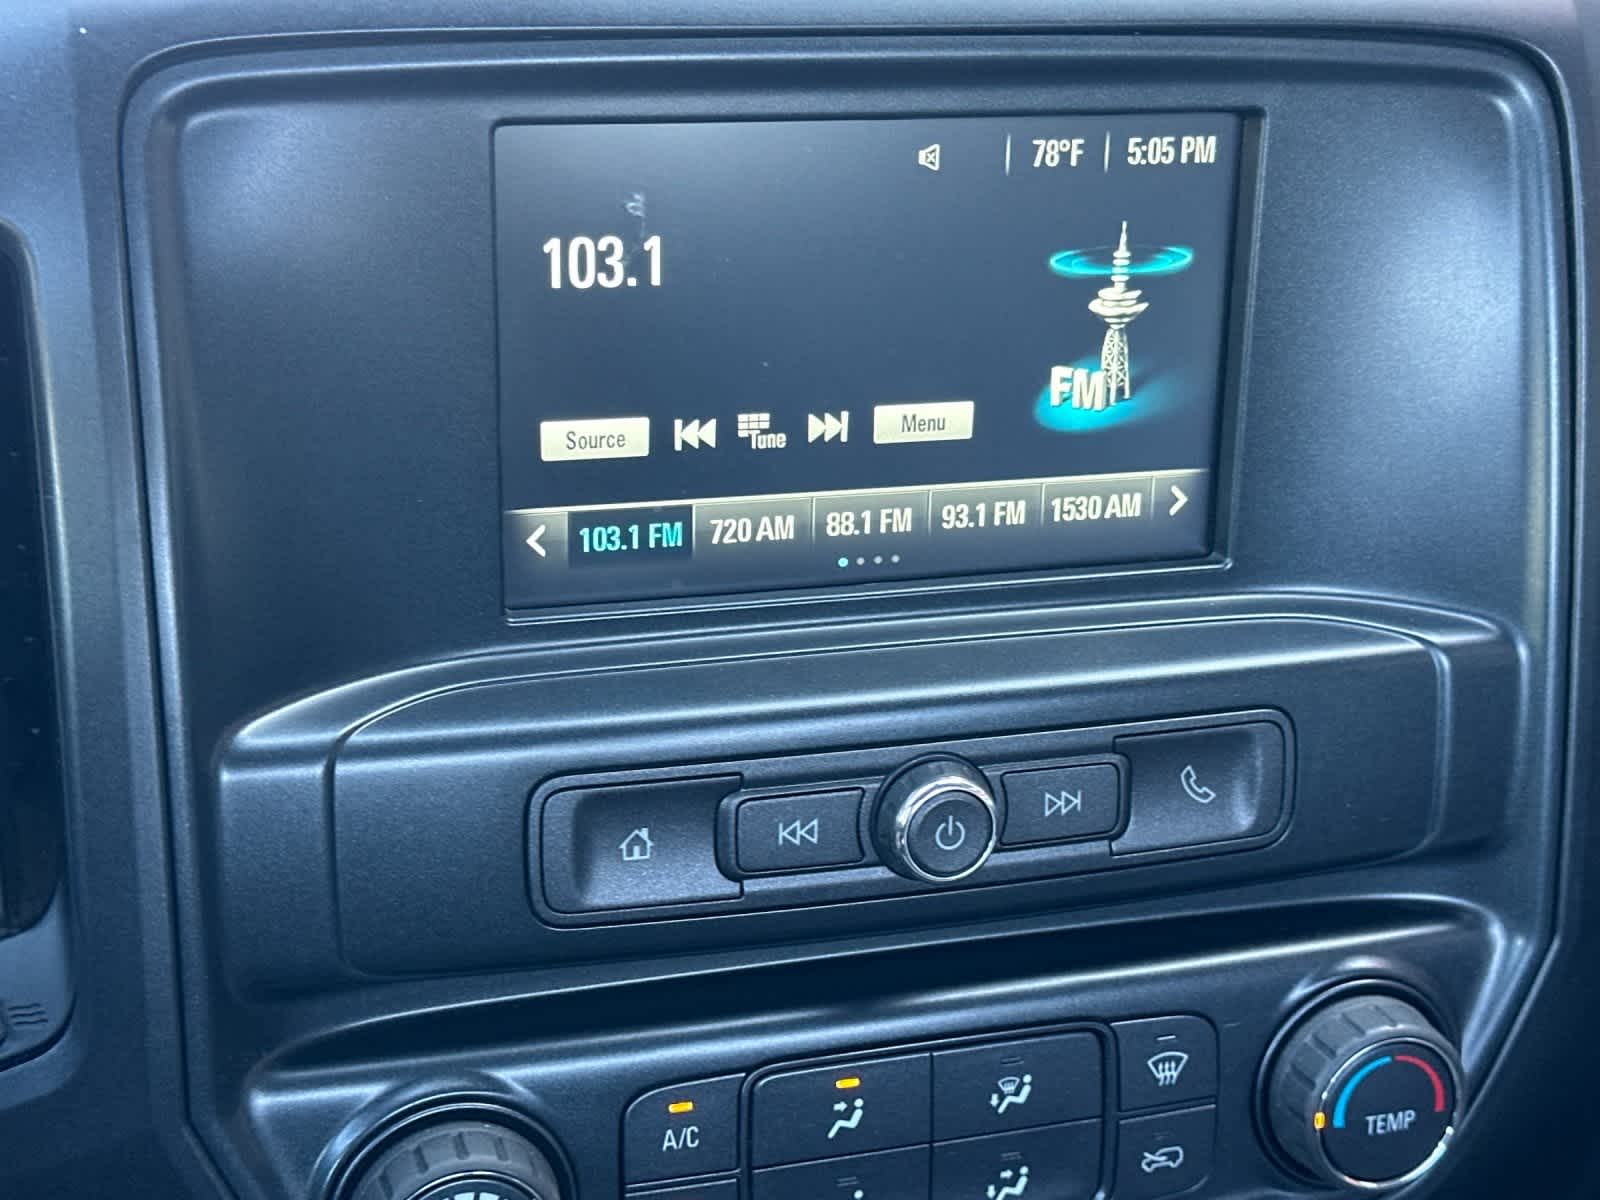 78°F 5:05 PM
103.1
FM
Source Tune Menu
103.1 FM 720 AM 88.1 FM 93.1 FM 1530 AM
A/C
TEMP